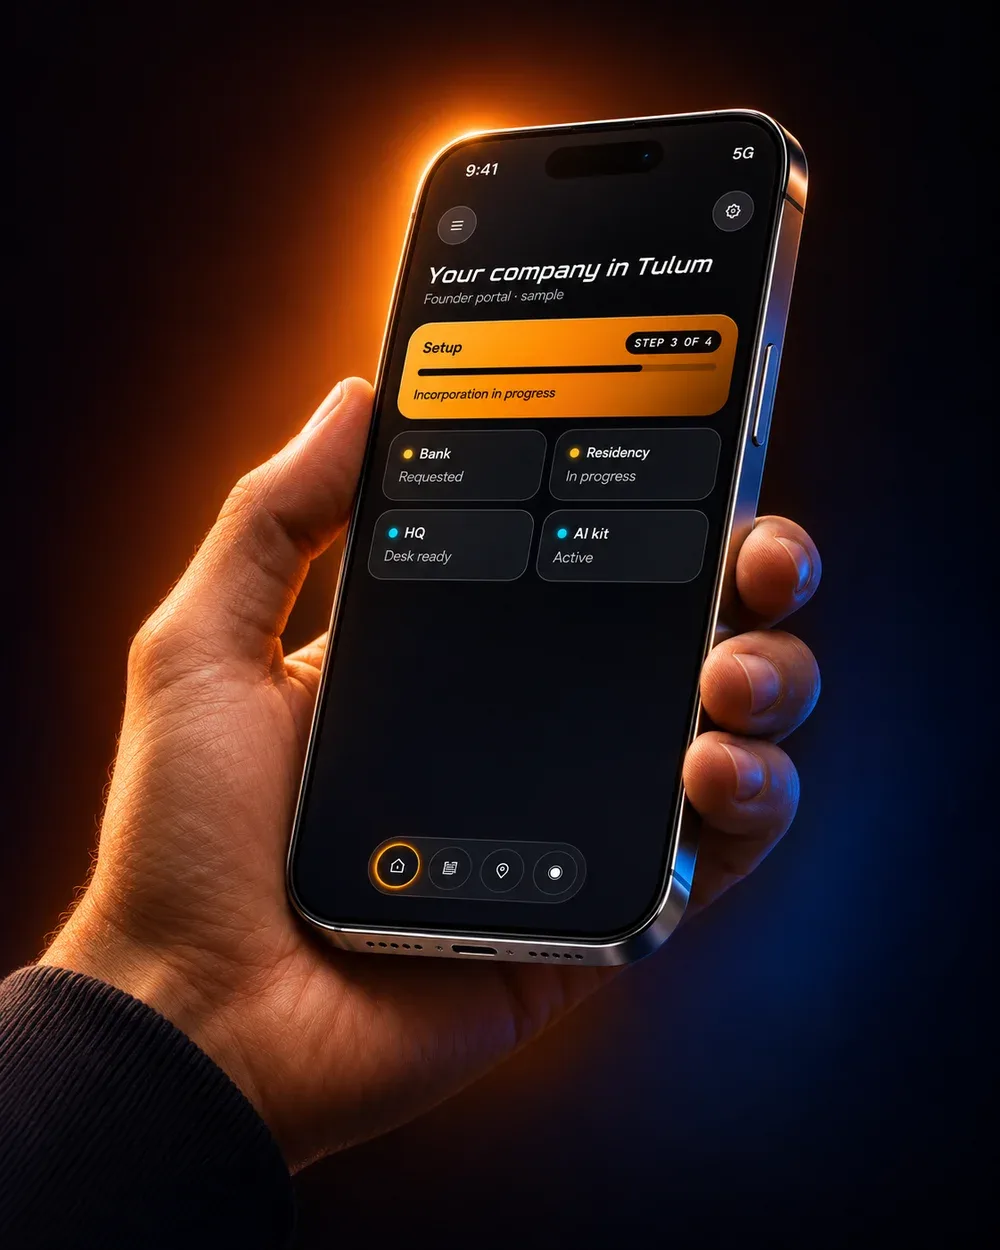 9:41
5G
Your company in Tulum
Founder portal · sample
Setup
STEP 3 OF 4
Incorporation in progress
Bank
Requested
Residency
In progress
HQ
Desk ready
AI kit
Active